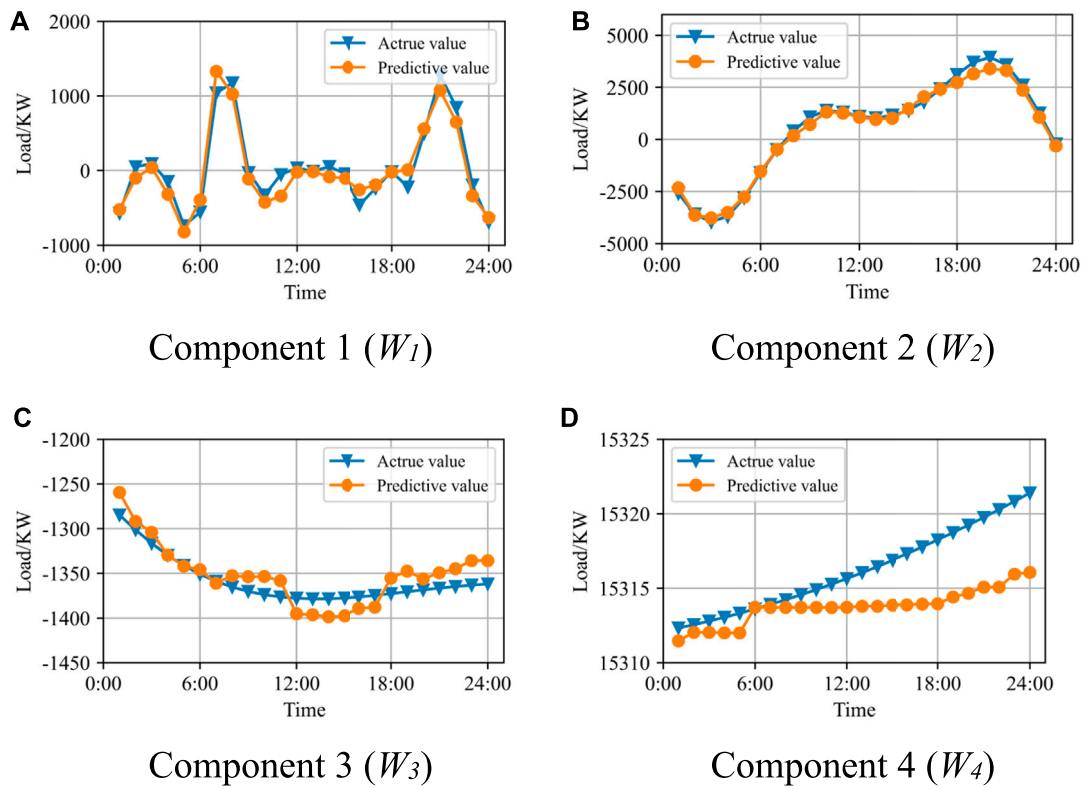 A
2000
1000
0
-1000
Load/KW
Actrue value
Predictive value
0:00 6:00 12:00 18:00 24:00
Time
Component 1 (W1)
B
5000
2500
0
-2500
-5000
Load/KW
Actrue value
Predictive value
0:00 6:00 12:00 18:00 24:00
Time
Component 2 (W2)
C
-1200
-1250
-1300
-1350
-1400
-1450
Load/KW
Actrue value
Predictive value
0:00 6:00 12:00 18:00 24:00
Time
Component 3 (W3)
D
15325
15320
15315
15310
Load/KW
Actrue value
Predictive value
0:00 6:00 12:00 18:00 24:00
Time
Component 4 (W4)